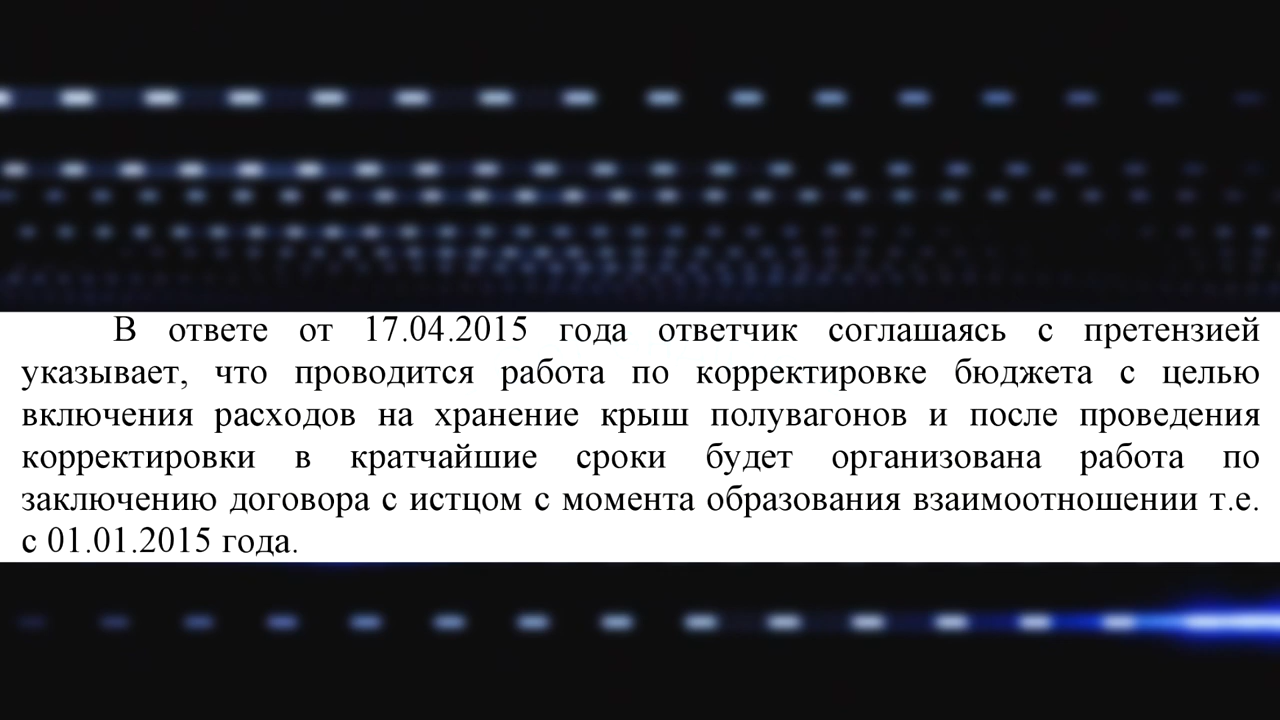 В ответе от 17.04.2015 года ответчик соглашаясь с претензией
указывает, что проводится работа по корректировке бюджета с целью
включения расходов на хранение крыш полувагонов и после проведения
корректировки в кратчайшие сроки будет организована работа по
заключению договора с истцом с момента образования взаимоотношении т.е.
с 01.01.2015 года.